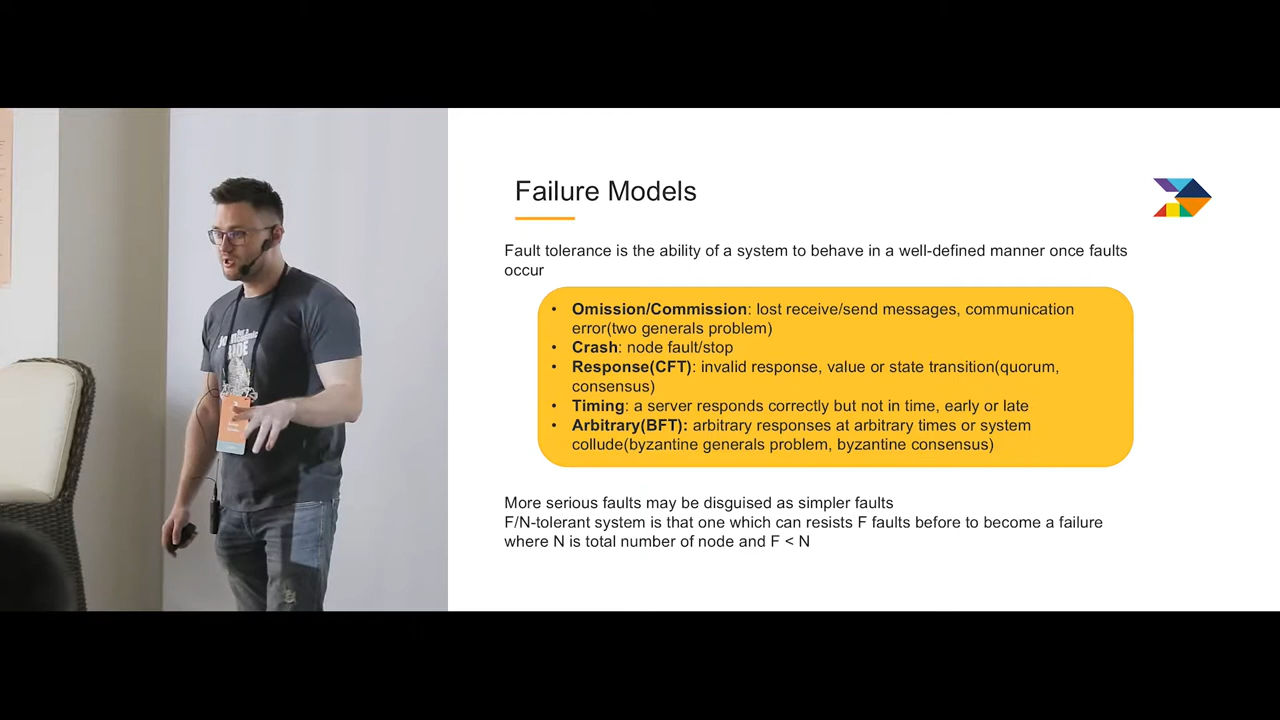 Failure Models
Fault tolerance is the ability of a system to behave in a well-defined manner once faults
occur
• Omission/Commission: lost receive/send messages, communication
error(two generals problem)
• Crash: node fault/stop
• Response(CFT): invalid response, value or state transition(quorum,
consensus)
• Timing: a server responds correctly but not in time, early or late
• Arbitrary(BFT): arbitrary responses at arbitrary times or system
collude(byzantine generals problem, byzantine consensus)
More serious faults may be disguised as simpler faults
F/N-tolerant system is that one which can resists F faults before to become a failure
where N is total number of node and F < N